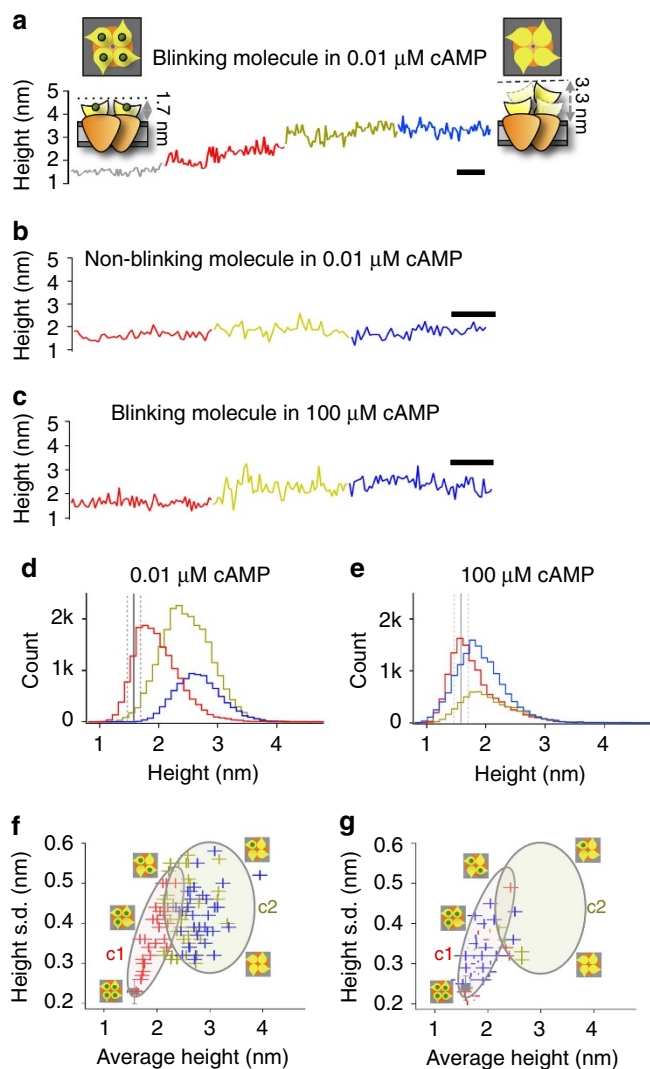 a
Blinking molecule in 0.01 μM cAMP
Height (nm)
5
4
3
2
1
1.7 nm
3.3 nm
b
Non-blinking molecule in 0.01 μM cAMP
Height (nm)
5
4
3
2
1
c
Blinking molecule in 100 μM cAMP
Height (nm)
5
4
3
2
1
d
0.01 μM cAMP
Count
2k
1k
0
1 2 3 4
Height (nm)
e
100 μM cAMP
2k
1k
0
1 2 3 4
Height (nm)
f
Height s.d. (nm)
0.6
0.5
0.4
0.3
0.2
c1
c2
1 2 3 4
Average height (nm)
g
Height s.d. (nm)
0.6
0.5
0.4
0.3
0.2
c1
c2
1 2 3 4
Average height (nm)